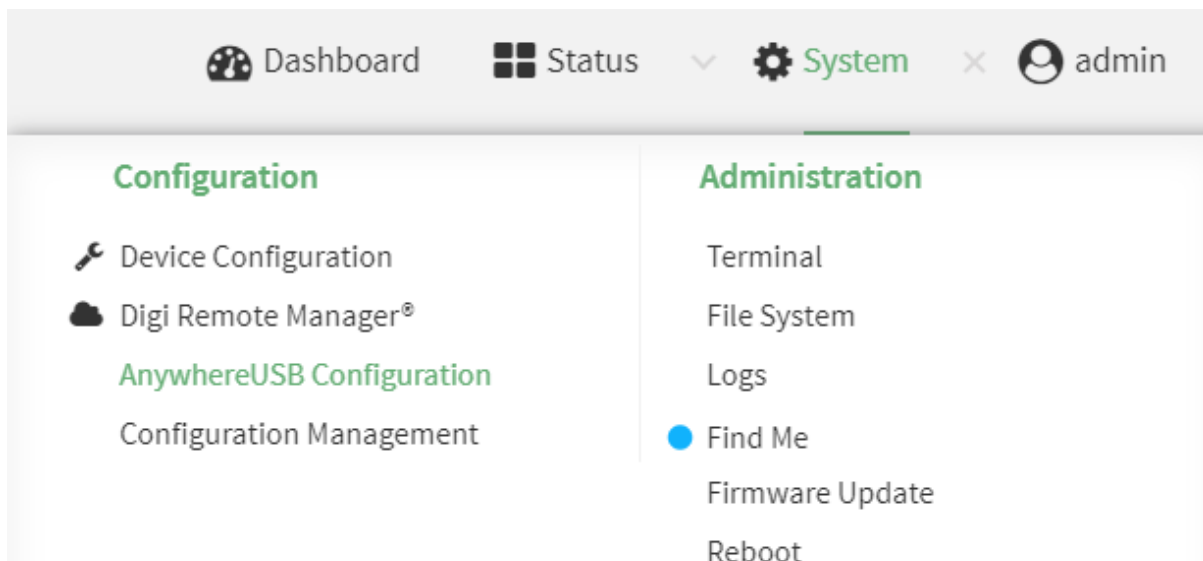 Dashboard Status System admin
Configuration
Device Configuration
Digi Remote Manager®
AnywhereUSB Configuration
Configuration Management
Administration
Terminal
File System
Logs
Find Me
Firmware Update
Reboot